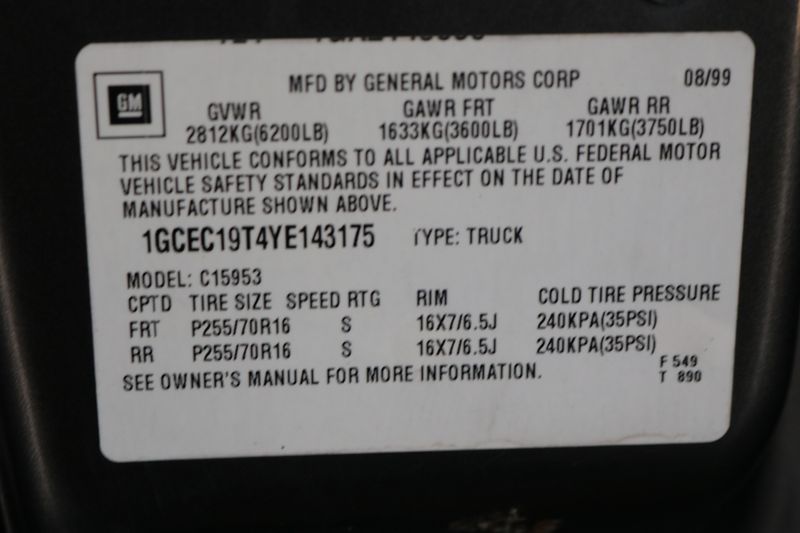 MFD BY GENERAL MOTORS CORP 08/99
GM
GVWR GAWR FRT GAWR RR
2812KG(6200LB) 1633KG(3600LB) 1701KG(3750LB)
THIS VEHICLE CONFORMS TO ALL APPLICABLE U.S. FEDERAL MOTOR
VEHICLE SAFETY STANDARDS IN EFFECT ON THE DATE OF
MANUFACTURE SHOWN ABOVE.
1GCEC19T4YE143175 TYPE: TRUCK
MODEL: C15953
CPTD TIRE SIZE SPEED RTG RIM COLD TIRE PRESSURE
FRT P255/70R16 S 16X7/6.5J 240KPA(35PSI)
RR P255/70R16 S 16X7/6.5J 240KPA(35PSI)
SEE OWNER'S MANUAL FOR MORE INFORMATION.
F 549
T 890